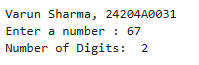 Varun Sharma, 24204A0031
Enter a number : 67
Number of Digits:  2